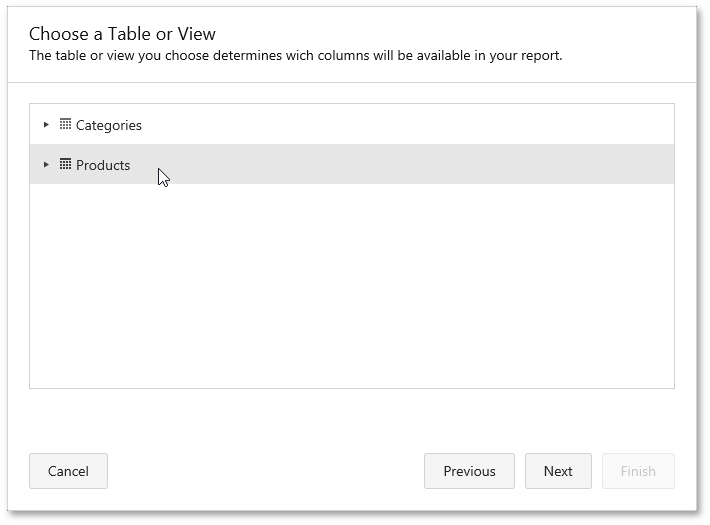 Choose a Table or View
The table or view you choose determines wich columns will be available in your report.
Categories
Products
Cancel
Previous
Next
Finish